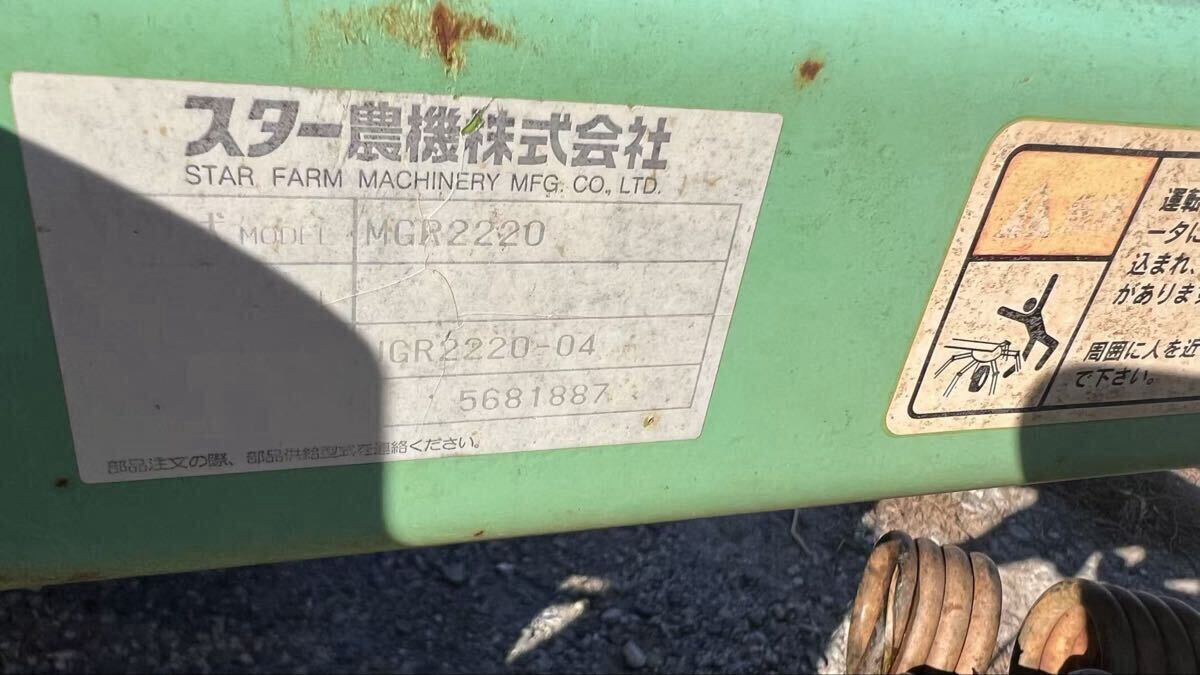 スター農機株式会社
STAR FARM MACHINERY MFG. CO., LTD.
式 MODEL MGR2220
MGR2220-04
5681887
部品注文の際、部品供給型式を連絡ください。
運転
ータに
込まれ、
があります
周囲に人を近
で下さい。